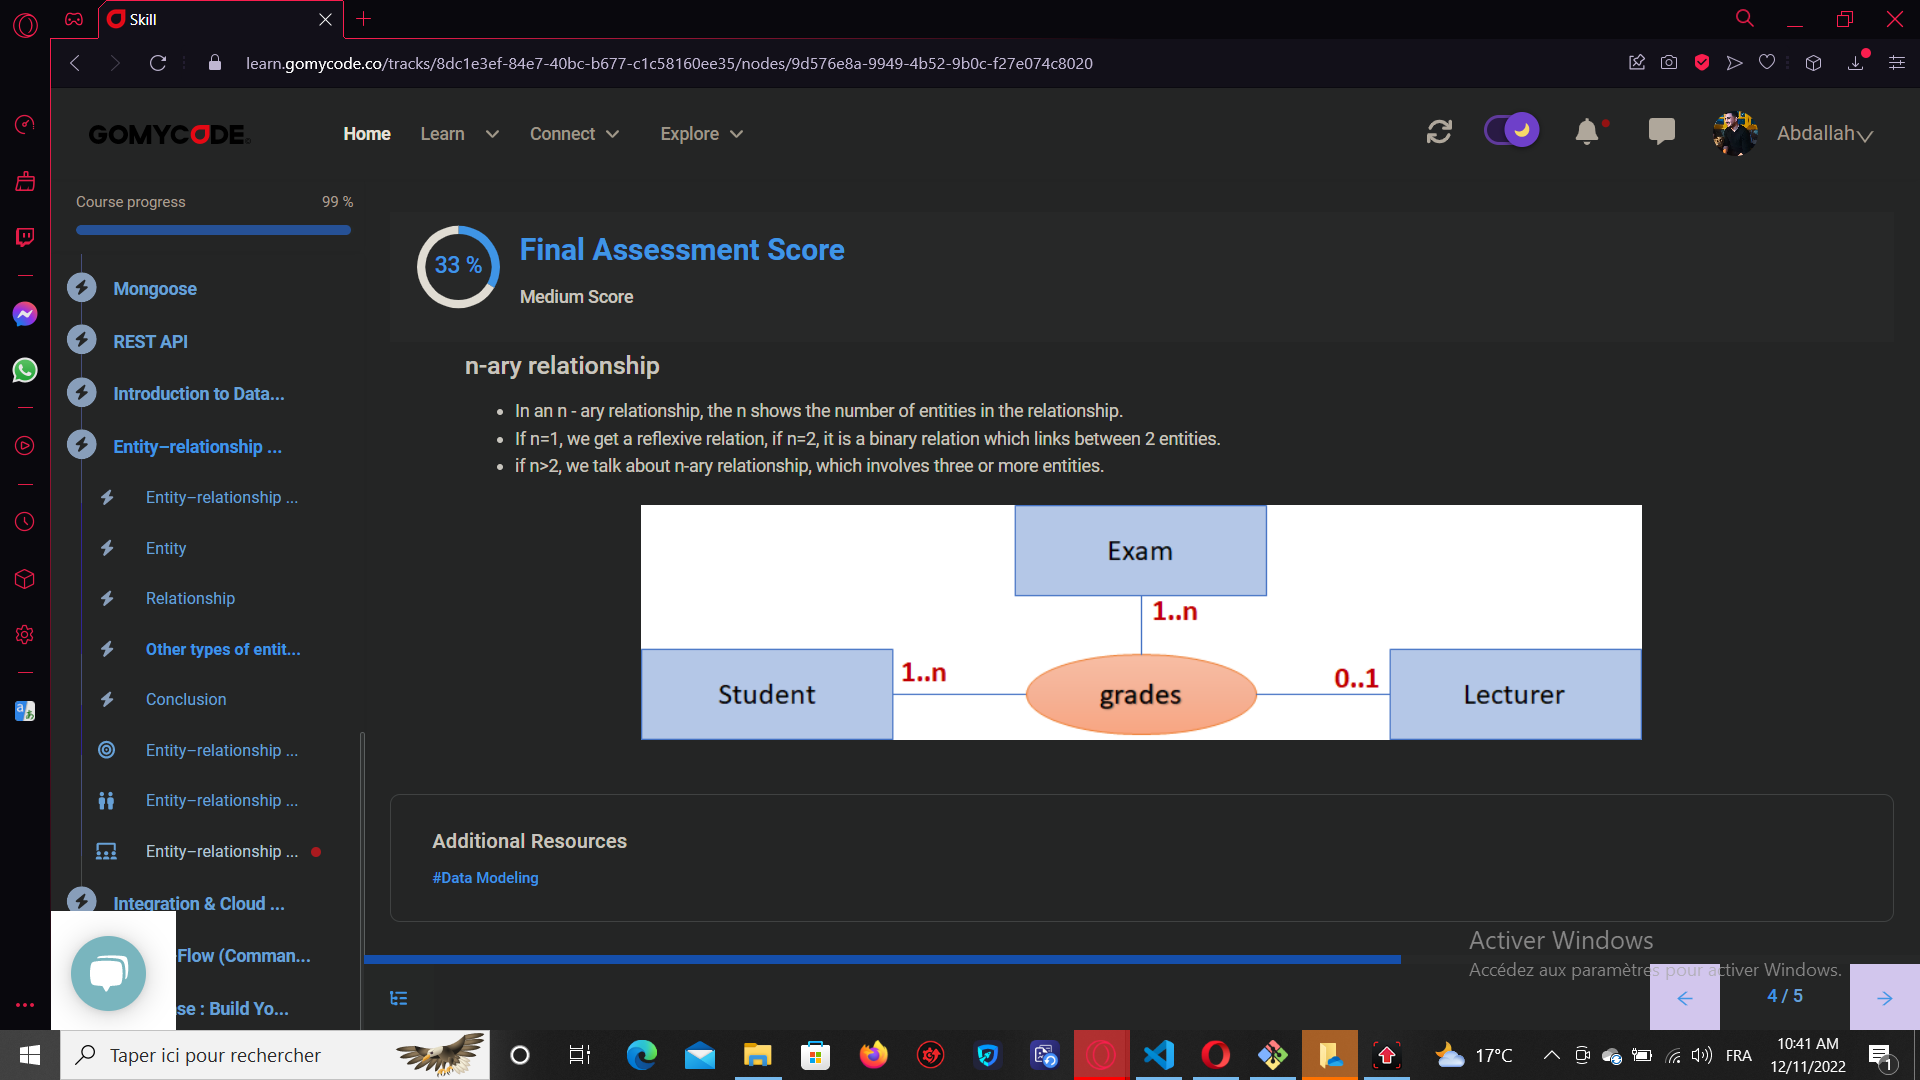 Skill
learn.gomycode.co/tracks/8dc1e3ef-84e7-40bc-b677-c1c58160ee35/nodes/9d576e8a-9949-4b52-9b0c-f27e074c8020
GOMYCODE
Home Learn Connect Explore
Abdallah
Course progress 99 %
Mongoose
REST API
Introduction to Data...
Entity–relationship ...
Entity–relationship ...
Entity
Relationship
Other types of entit...
Conclusion
Entity–relationship ...
Entity–relationship ...
Entity–relationship ...
Integration & Cloud ...
Flow (Comman...
se : Build Yo...
33 %
Final Assessment Score
Medium Score
n-ary relationship
• In an n - ary relationship, the n shows the number of entities in the relationship.
• If n=1, we get a reflexive relation, if n=2, it is a binary relation which links between 2 entities.
• if n>2, we talk about n-ary relationship, which involves three or more entities.
Exam
1..n
Student
1..n
grades
0..1
Lecturer
Additional Resources
#Data Modeling
Activer Windows
Accédez aux paramètres pour activer Windows.
4 / 5
Taper ici pour rechercher
17°C
FRA
10:41 AM
12/11/2022
1